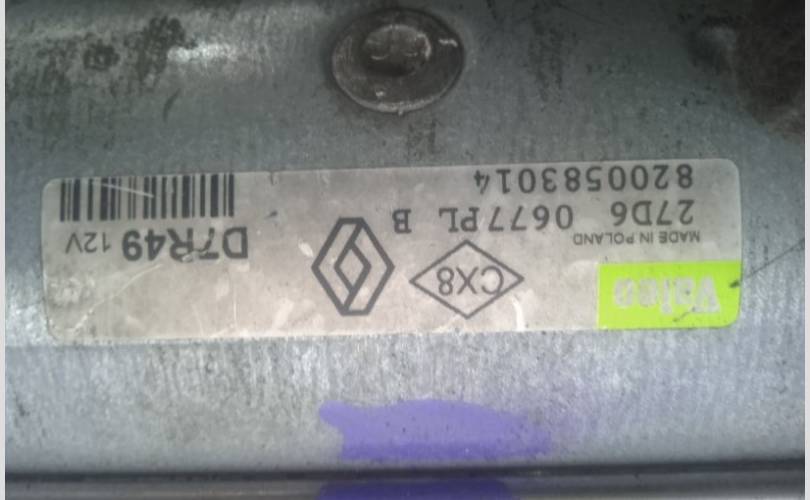 Valeo
CX8
D7R49 12V
MADE IN POLAND
27D6 0677PL B
8200583014